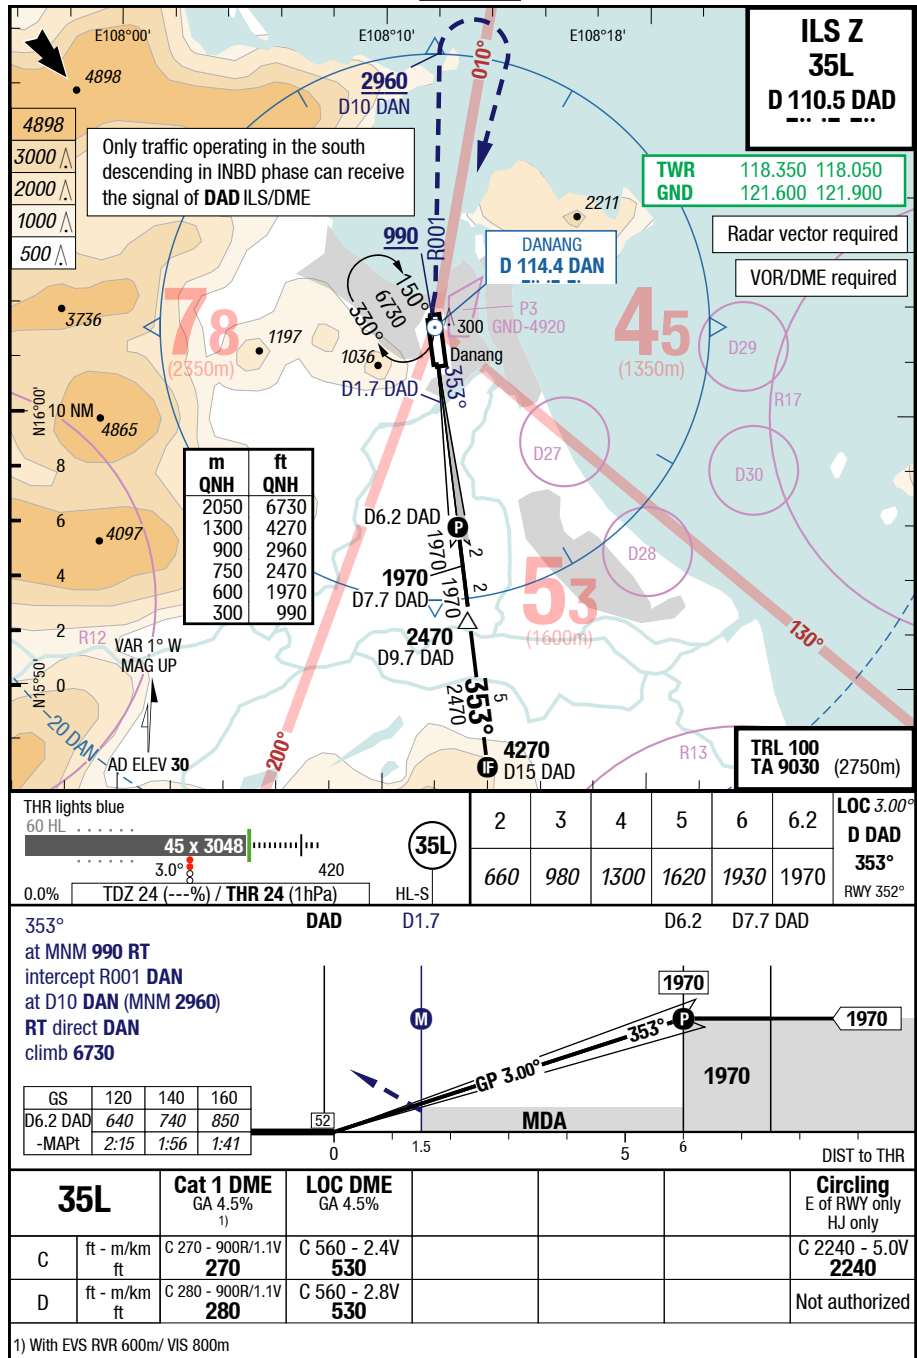 E108°00'
E108°10'
E108°18'
ILS Z
35L
D 110.5 DAD
4898
2960
D10 DAN
010°
4898
3000
2000
1000
500
Only traffic operating in the south
descending in INBD phase can receive
the signal of DAD ILS/DME
TWR 118.350 118.050
GND 121.600 121.900
2211
Radar vector required
VOR/DME required
990
R001
DANANG
D 114.4 DAN
150°
6730
330°
3736
78
(2350m)
1197
1036
300
P3
GND-4920
Danang
45
(1350m)
D29
R17
D1.7 DAD
353°
N16°00'
10 NM
4865
D27
D30
m ft
QNH QNH
2050 6730
1300 4270
900 2960
750 2470
600 1970
300 990
8
6
4
2
0
4097
D6.2 DAD
P
2
1970
D28
1970
D7.7 DAD
1970
2
53
(1600m)
R12
VAR 1° W
MAG UP
2470
D9.7 DAD
130°
N15°50'
353°
5
2470
20 DAN
200°
AD ELEV 30
4270
IF
D15 DAD
R13
TRL 100
TA 9030 (2750m)
THR lights blue
60 HL
45 x 3048
3.0°
420
0.0%
TDZ 24 (---%) / THR 24 (1hPa)
35L
HL-S
2 3 4 5 6 6.2
660 980 1300 1620 1930 1970
LOC 3.00°
D DAD
353°
RWY 352°
353°
at MNM 990 RT
intercept R001 DAN
at D10 DAN (MNM 2960)
RT direct DAN
climb 6730
DAD D1.7 D6.2 D7.7 DAD
1970
M
P
1970
353°
GP 3.00°
1970
52
MDA
0 1.5 5 6
DIST to THR
GS 120 140 160
D6.2 DAD 640 740 850
-MAPt 2:15 1:56 1:41
35L
Cat 1 DME
GA 4.5%
1)
LOC DME
GA 4.5%
Circling
E of RWY only
HJ only
C ft - m/km C 270 - 900R/1.1V C 560 - 2.4V C 2240 - 5.0V
ft 270 530 2240
D ft - m/km C 280 - 900R/1.1V C 560 - 2.8V Not authorized
ft 280 530
1) With EVS RVR 600m/ VIS 800m